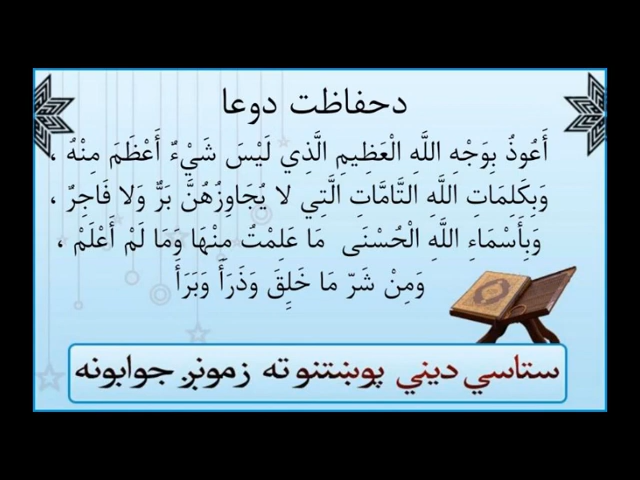 دحفاظت دوعا
أَعُوذُ بِوَجْهِ اللَّهِ الْعَظِيمِ الَّذِي لَيْسَ شَيْءٌ أَعْظَمَ مِنْهُ ،
وَبِكَلِمَاتِ اللَّهِ التَّامَّاتِ الَّتِي لا يُجَاوِزُهُنَّ بَرٌّ وَلا فَاجِرٌ ،
وَبِأَسْمَاءِ اللَّهِ الْحُسْنَى مَا عَلِمْتُ مِنْهَا وَمَا لَمْ أَعْلَمْ ،
وَمِنْ شَرّ مَا خَلِقَ وَذَرَأَ وَبَرَأَ
ستاسي ديني پوښتنو ته زمونږ جوابونه